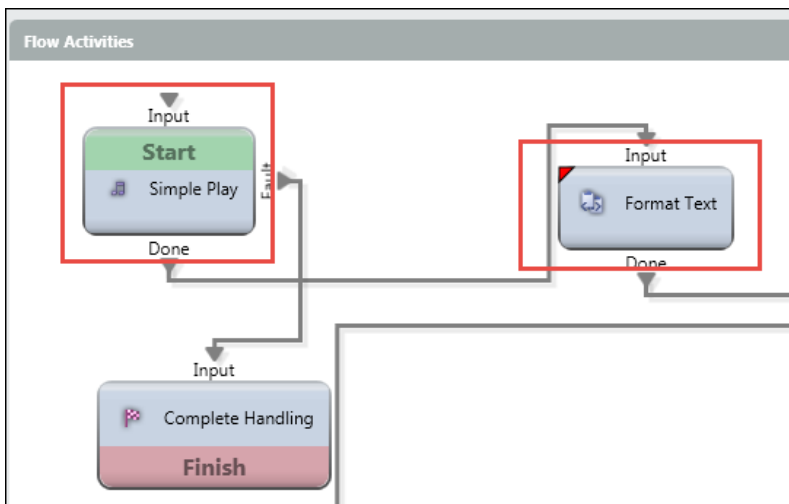 Flow Activities
Input
Start
Simple Play
Fault
Done
Input
Format Text
Done
Input
Complete Handling
Finish